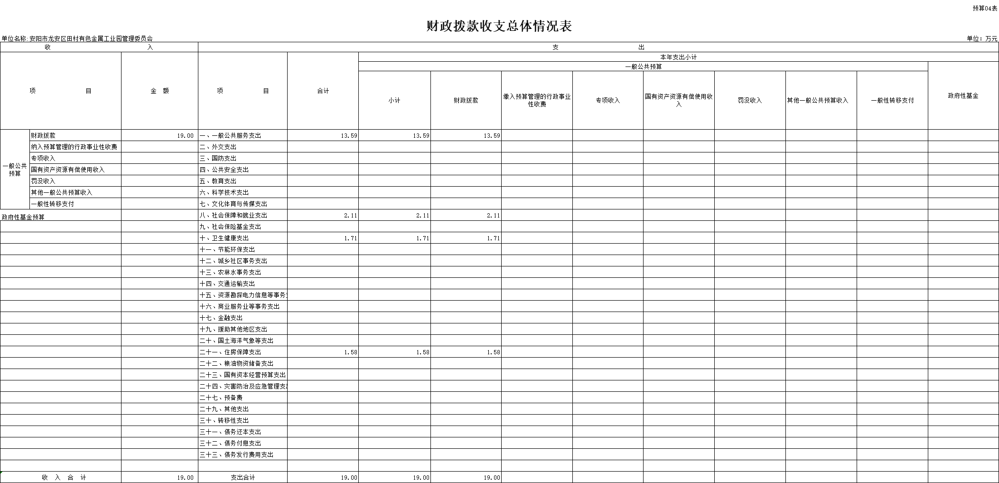 预算04表
财政拨款收支总体情况表
单位名称: 安阳市龙安区田村有色金属工业园管理委员会 单位：万元
收 入 支 出
本年支出小计
一般公共预算
项 目 金 额 项 目 合计 政府性基金
小计 财政拨款 缴入预算管理的行政事业性收费 专项收入 国有资产资源有偿使用收入 罚没收入 其他一般公共预算收入 一般性转移支付
一般公共预算
财政拨款 19.00 一、一般公共服务支出 13.59 13.59 13.59
纳入预算管理的行政事业性收费 二、外交支出
专项收入 三、国防支出
国有资产资源有偿使用收入 四、公共安全支出
罚没收入 五、教育支出
其他一般公共预算收入 六、科学技术支出
一般性转移支付 七、文化体育与传媒支出
政府性基金预算 八、社会保障和就业支出 2.11 2.11 2.11
九、社会保险基金支出
十、卫生健康支出 1.71 1.71 1.71
十一、节能环保支出
十二、城乡社区事务支出
十三、农林水事务支出
十四、交通运输支出
十五、资源勘探电力信息等事务
十六、商业服务业等事务支出
十七、金融支出
十九、援助其他地区支出
二十、国土海洋气象等支出
二十一、住房保障支出 1.58 1.58 1.58
二十二、粮油物资储备支出
二十三、国有资本经营预算支出
二十四、灾害防治及应急管理支
二十七、预备费
二十九、其他支出
三十、转移性支出
三十一、债务还本支出
三十二、债务付息支出
三十三、债务发行费用支出
收 入 合 计 19.00 支出合计 19.00 19.00 19.00